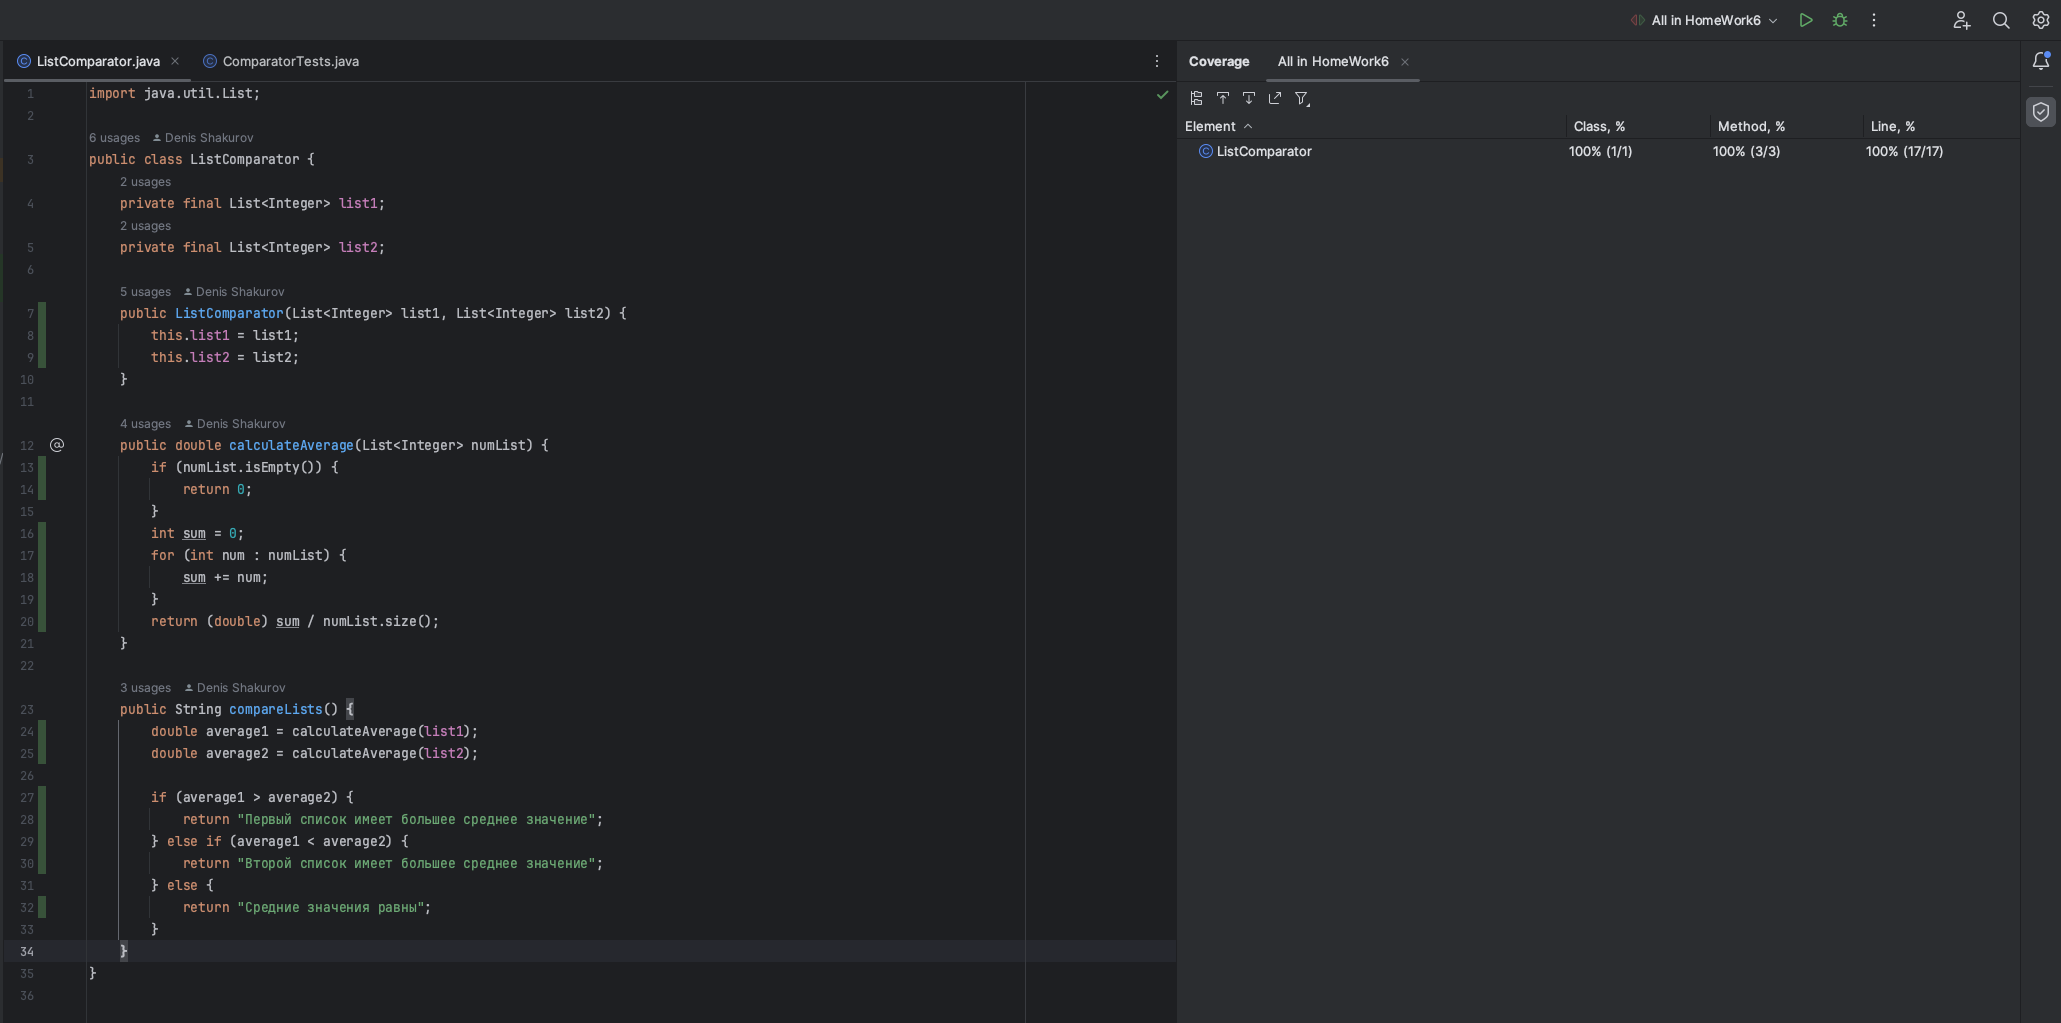 All in HomeWork6
ListComparator.java
ComparatorTests.java
Coverage
All in HomeWork6
Element
Class, %
Method, %
Line, %
ListComparator
100% (1/1)
100% (3/3)
100% (17/17)
1 import java.util.List;
2
6 usages Denis Shakurov
3 public class ListComparator {
2 usages
4 private final List<Integer> list1;
2 usages
5 private final List<Integer> list2;
6
5 usages Denis Shakurov
7 public ListComparator(List<Integer> list1, List<Integer> list2) {
8 this.list1 = list1;
9 this.list2 = list2;
10 }
11
4 usages Denis Shakurov
12 @ public double calculateAverage(List<Integer> numList) {
13 if (numList.isEmpty()) {
14 return 0;
15 }
16 int sum = 0;
17 for (int num : numList) {
18 sum += num;
19 }
20 return (double) sum / numList.size();
21 }
22
3 usages Denis Shakurov
23 public String compareLists() {
24 double average1 = calculateAverage(list1);
25 double average2 = calculateAverage(list2);
26
27 if (average1 > average2) {
28 return "Первый список имеет большее среднее значение";
29 } else if (average1 < average2) {
30 return "Второй список имеет большее среднее значение";
31 } else {
32 return "Средние значения равны";
33 }
34 }
35 }
36